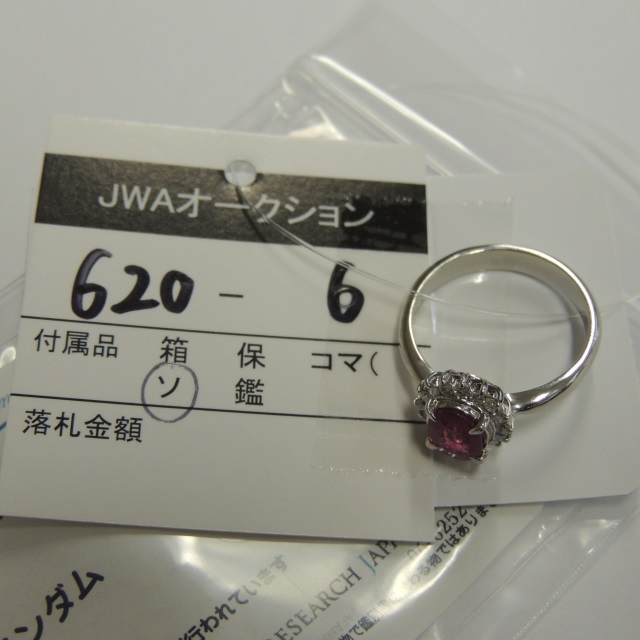 JWAオークション
620 - 6
付属品 箱 保 コマ(
ソ 鑑
落札金額
ンダム
行われています
RESEARCH JAP